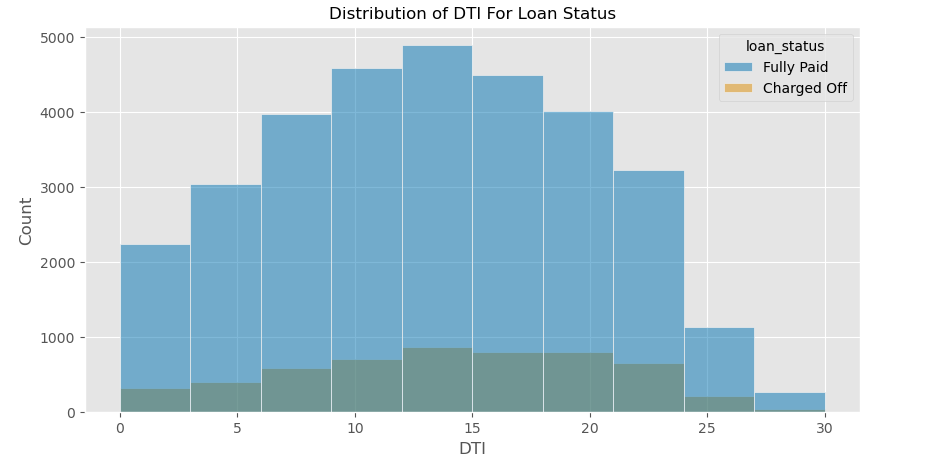 Distribution of DTI For Loan Status
5000
4000
3000
2000
1000
0
Count
loan_status
Fully Paid
Charged Off
0 5 10 15 20 25 30
DTI